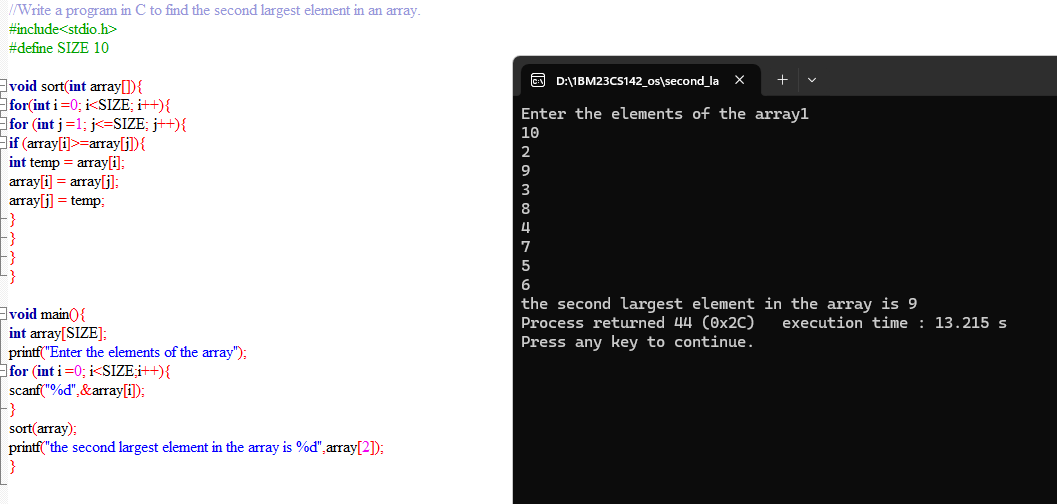 //Write a program in C to find the second largest element in an array.
#include<stdio.h>
#define SIZE 10
void sort(int array[]){
for(int i =0; i<SIZE; i++){
for (int j =1; j<=SIZE; j++){
if (array[i]>=array[j]){
int temp = array[i];
array[i] = array[j];
array[j] = temp;
}
}
}
}
void main(){
int array[SIZE];
printf("Enter the elements of the array");
for (int i =0; i<SIZE;i++){
scanf("%d",&array[i]);
}
sort(array);
printf("the second largest element in the array is %d",array[2]);
}
D:\1BM23CS142_os\second_la
Enter the elements of the array1
10
2
9
3
8
4
7
5
6
the second largest element in the array is 9
Process returned 44 (0x2C)   execution time : 13.215 s
Press any key to continue.